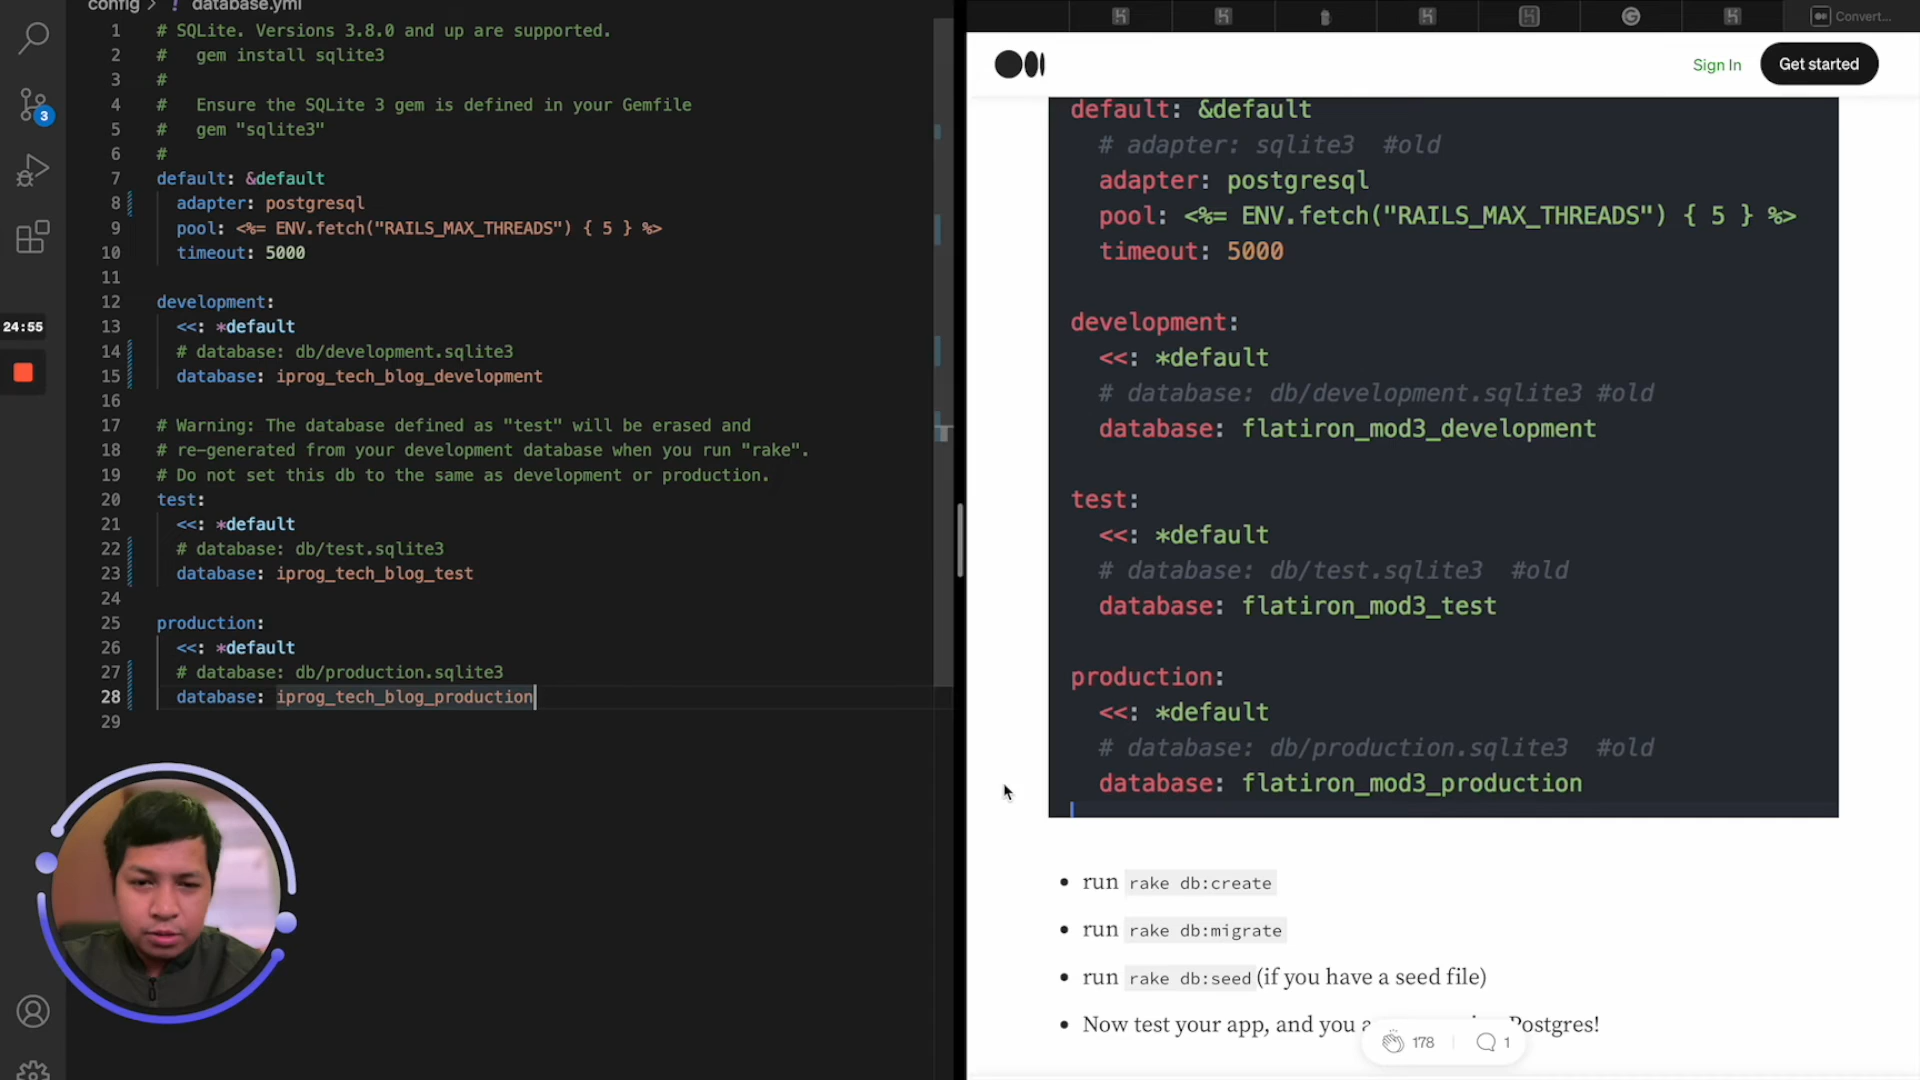 config > ! database.yml
1 # SQLite. Versions 3.8.0 and up are supported.
2 #   gem install sqlite3
3 #
4 #   Ensure the SQLite 3 gem is defined in your Gemfile
5 #   gem "sqlite3"
6 #
7 default: &default
8   adapter: postgresql
9   pool: <%= ENV.fetch("RAILS_MAX_THREADS") { 5 } %>
10   timeout: 5000
11
12 development:
13   <<: *default
14   # database: db/development.sqlite3
15   database: iprog_tech_blog_development
16
17 # Warning: The database defined as "test" will be erased and
18 # re-generated from your development database when you run "rake".
19 # Do not set this db to the same as development or production.
20 test:
21   <<: *default
22   # database: db/test.sqlite3
23   database: iprog_tech_blog_test
24
25 production:
26   <<: *default
27   # database: db/production.sqlite3
28   database: iprog_tech_blog_production
29
3
24:55
Convert...
Sign In
Get started
default: &default
  # adapter: sqlite3  #old
  adapter: postgresql
  pool: <%= ENV.fetch("RAILS_MAX_THREADS") { 5 } %>
  timeout: 5000
development:
  <<: *default
  # database: db/development.sqlite3 #old
  database: flatiron_mod3_development
test:
  <<: *default
  # database: db/test.sqlite3  #old
  database: flatiron_mod3_test
production:
  <<: *default
  # database: db/production.sqlite3  #old
  database: flatiron_mod3_production
• run rake db:create
• run rake db:migrate
• run rake db:seed (if you have a seed file)
• Now test your app, and you a Postgres!
178
1